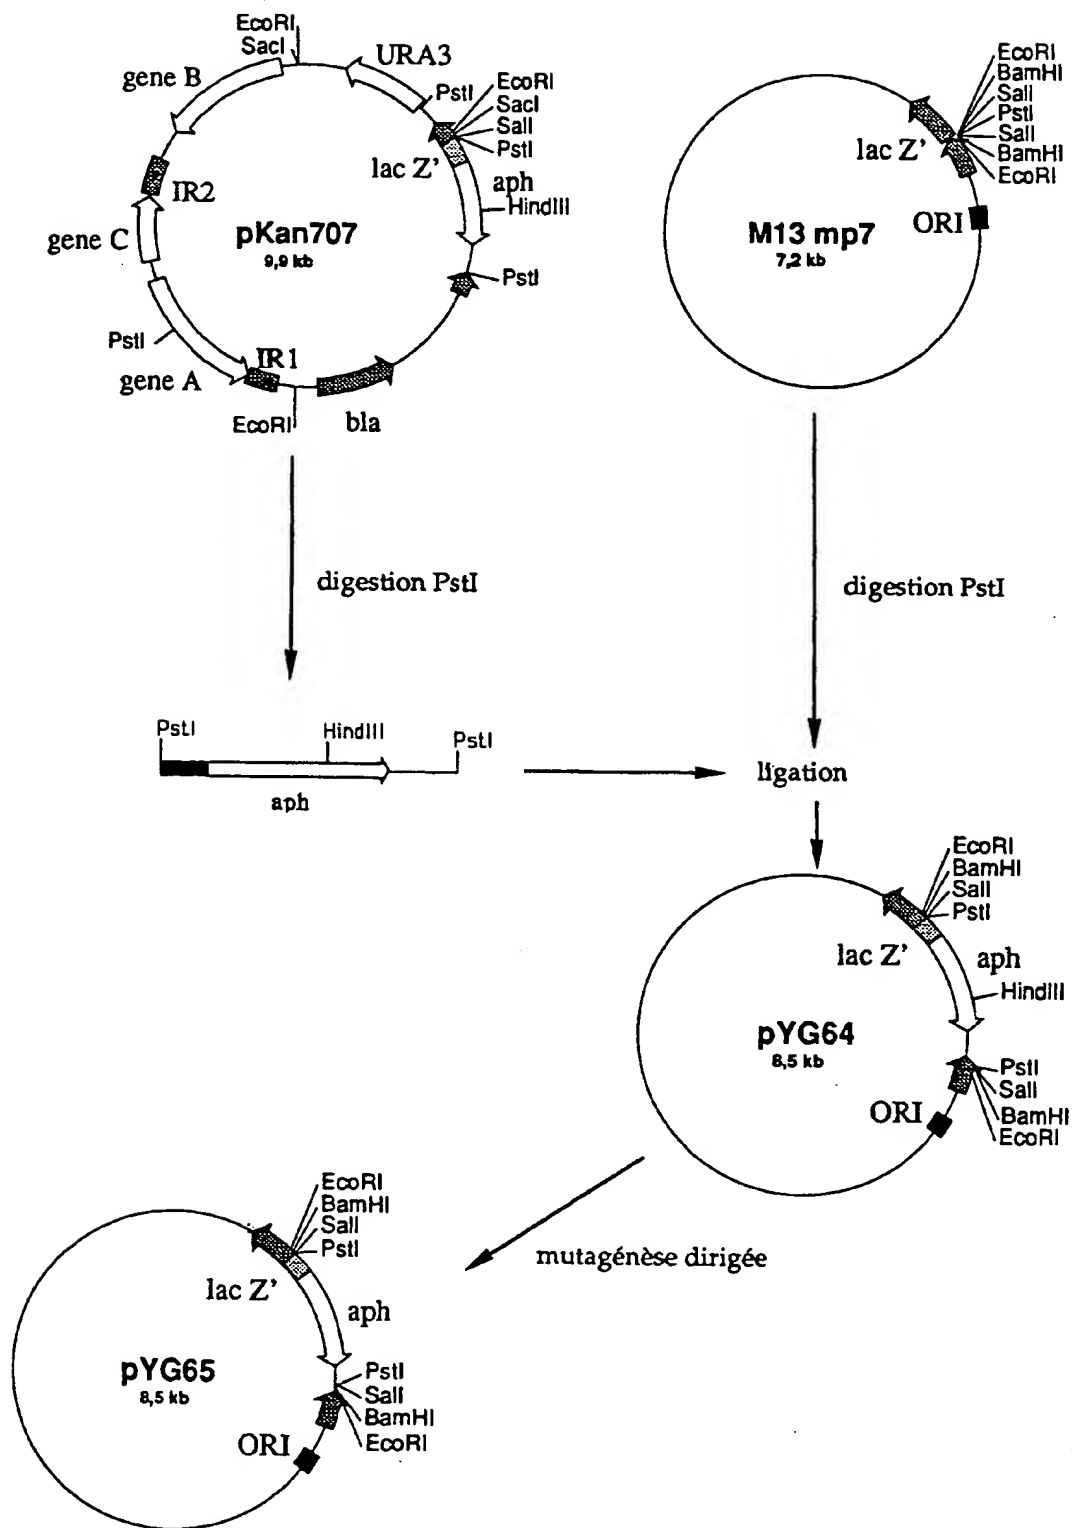 EcoRI
SacI
URA3
gene B
PstI
EcoRI
SacI
SalI
PstI
lac Z'
aph
HindIII
IR2
gene C
pKan707
9,9 kb
PstI
PstI
IR1
gene A
EcoRI
bla
EcoRI
BamHI
SalI
PstI
SalI
BamHI
EcoRI
lac Z'
ORI
M13 mp7
7,2 kb
digestion PstI
digestion PstI
PstI
HindIII
PstI
aph
ligation
EcoRI
BamHI
SalI
PstI
lac Z'
aph
HindIII
pYG64
8,5 kb
PstI
SalI
BamHI
EcoRI
ORI
mutagénèse dirigée
EcoRI
BamHI
SalI
PstI
lac Z'
aph
pYG65
8,5 kb
PstI
SalI
BamHI
EcoRI
ORI